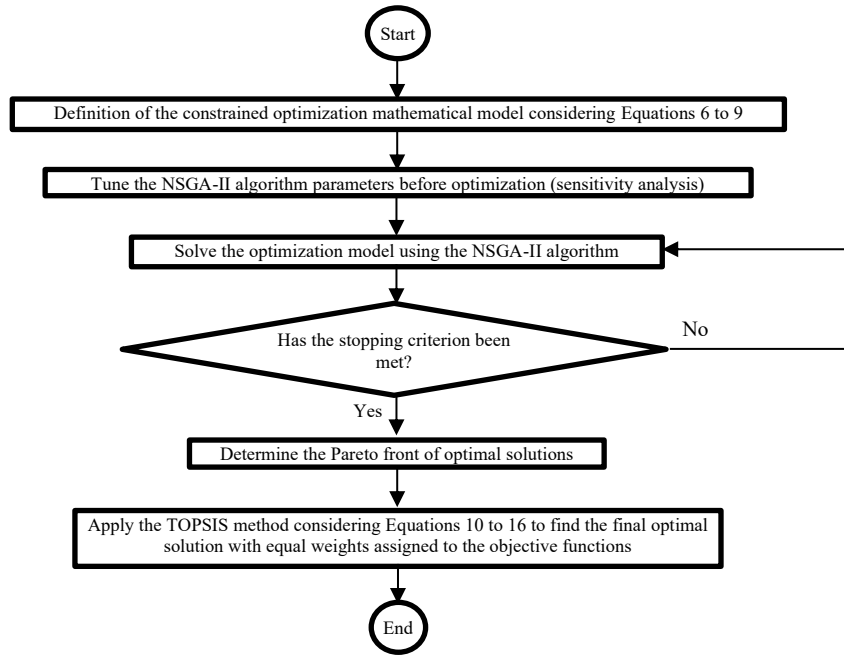 Start
Definition of the constrained optimization mathematical model considering Equations 6 to 9
Tune the NSGA-II algorithm parameters before optimization (sensitivity analysis)
Solve the optimization model using the NSGA-II algorithm
Has the stopping criterion been
met?
No
Yes
Determine the Pareto front of optimal solutions
Apply the TOPSIS method considering Equations 10 to 16 to find the final optimal
solution with equal weights assigned to the objective functions
End